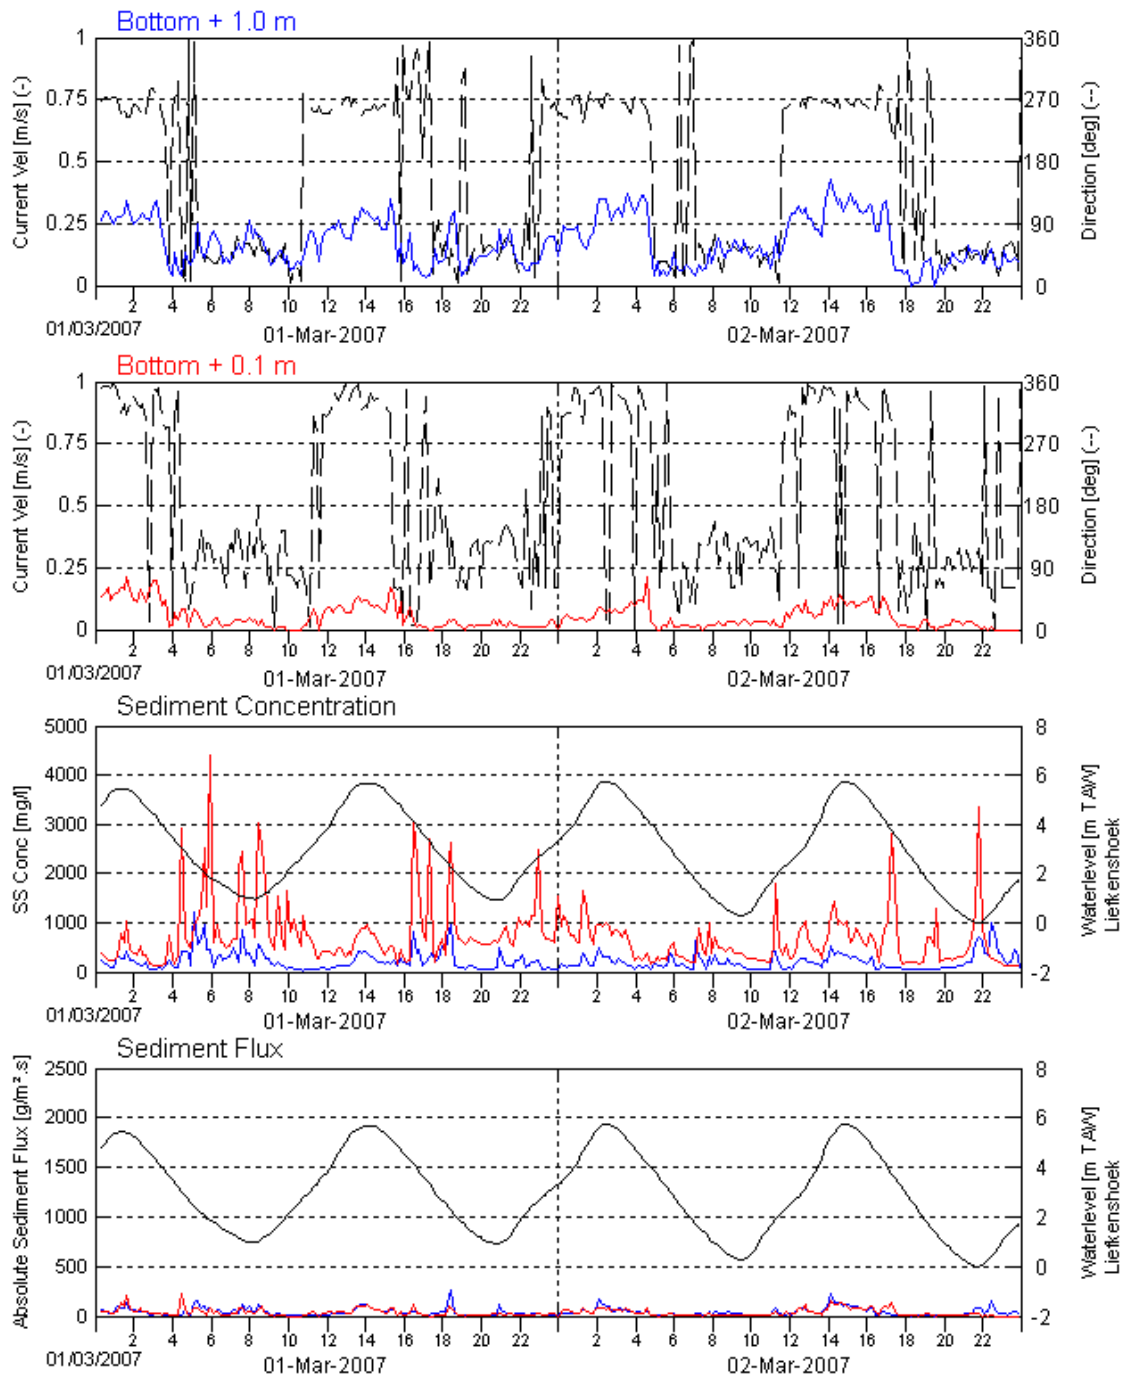 Bottom + 1.0 m
Current Vel [m/s] (-)
1
0.75
0.5
0.25
0
360
270
180
90
0
Direction [deg] (--)
2 4 6 8 10 12 14 16 18 20 22 2 4 6 8 10 12 14 16 18 20 22
01/03/2007 01-Mar-2007 02-Mar-2007
Bottom + 0.1 m
Current Vel [m/s] (-)
1
0.75
0.5
0.25
0
360
270
180
90
0
Direction [deg] (--)
2 4 6 8 10 12 14 16 18 20 22 2 4 6 8 10 12 14 16 18 20 22
01/03/2007 01-Mar-2007 02-Mar-2007
Sediment Concentration
SS Conc [mg/l]
5000
4000
3000
2000
1000
0
8
6
4
2
0
-2
Waterlevel [m TAW]
Liefkenshoek
2 4 6 8 10 12 14 16 18 20 22 2 4 6 8 10 12 14 16 18 20 22
01/03/2007 01-Mar-2007 02-Mar-2007
Sediment Flux
Absolute Sediment Flux [g/m².s]
2500
2000
1500
1000
500
0
8
6
4
2
0
-2
Waterlevel [m TAW]
Liefkenshoek
2 4 6 8 10 12 14 16 18 20 22 2 4 6 8 10 12 14 16 18 20 22
01/03/2007 01-Mar-2007 02-Mar-2007